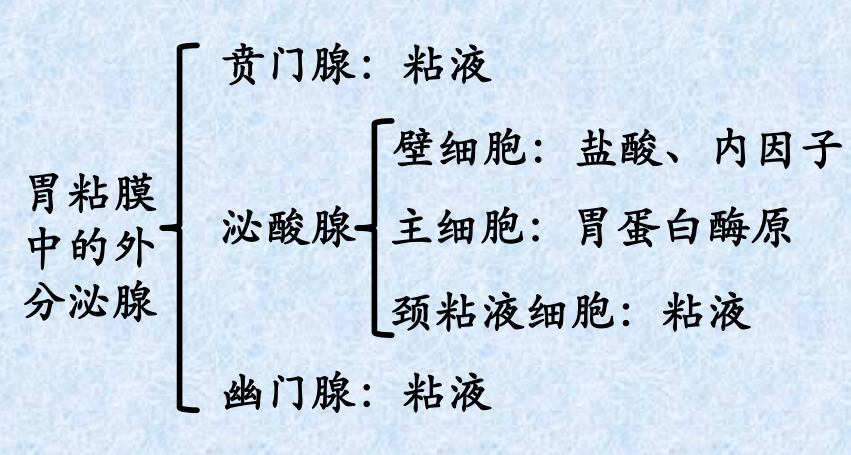 贲门腺：粘液
壁细胞：盐酸、内因子
胃粘膜
中的外
分泌腺
泌酸腺
主细胞：胃蛋白酶原
颈粘液细胞：粘液
幽门腺：粘液